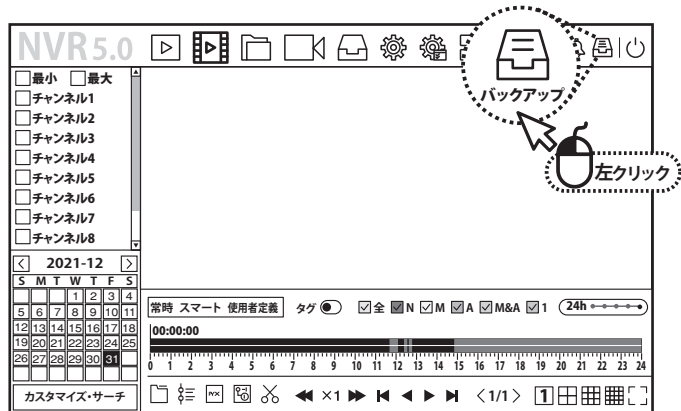 NVR 5.0
バックアップ
左クリック
最小 最大
チャンネル1
チャンネル2
チャンネル3
チャンネル4
チャンネル5
チャンネル6
チャンネル7
チャンネル8
2021-12
S M T W T F S
1 2 3 4
5 6 7 8 9 10 11
12 13 14 15 16 17 18
19 20 21 22 23 24 25
26 27 28 29 30 31
カスタマイズ・サーチ
常時 スマート 使用者定義 タグ 全 N M A M&A 1 24h
00:00:00
0 1 2 3 4 5 6 7 8 9 10 11 12 13 14 15 16 17 18 19 20 21 22 23 24
×1 <1/1> 1